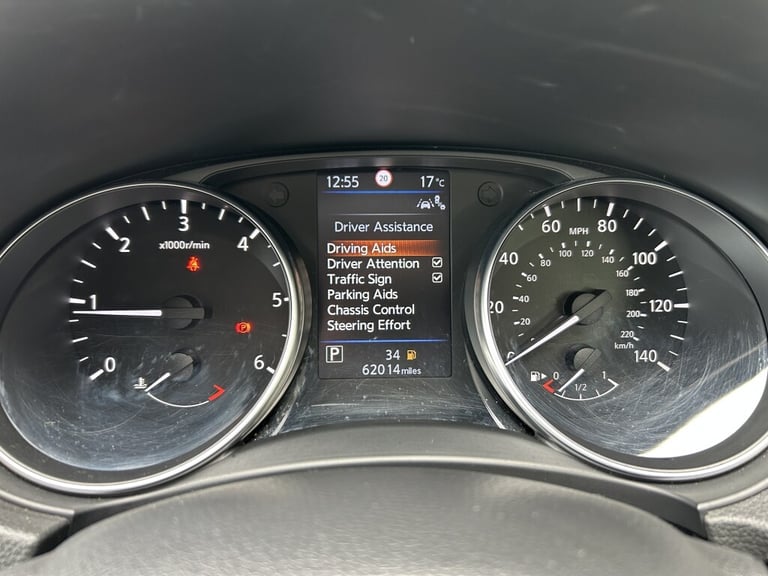 12:55 20 17°C
Driver Assistance
Driving Aids
Driver Attention
Traffic Sign
Parking Aids
Chassis Control
Steering Effort
P 34
62014 miles
x1000r/min
0 1 2 3 4 5 6
P
MPH
0 20 40 60 80 100 120 140
20 40 60 80 100 120 140 160 180 200 220
km/h
0 1/2 1